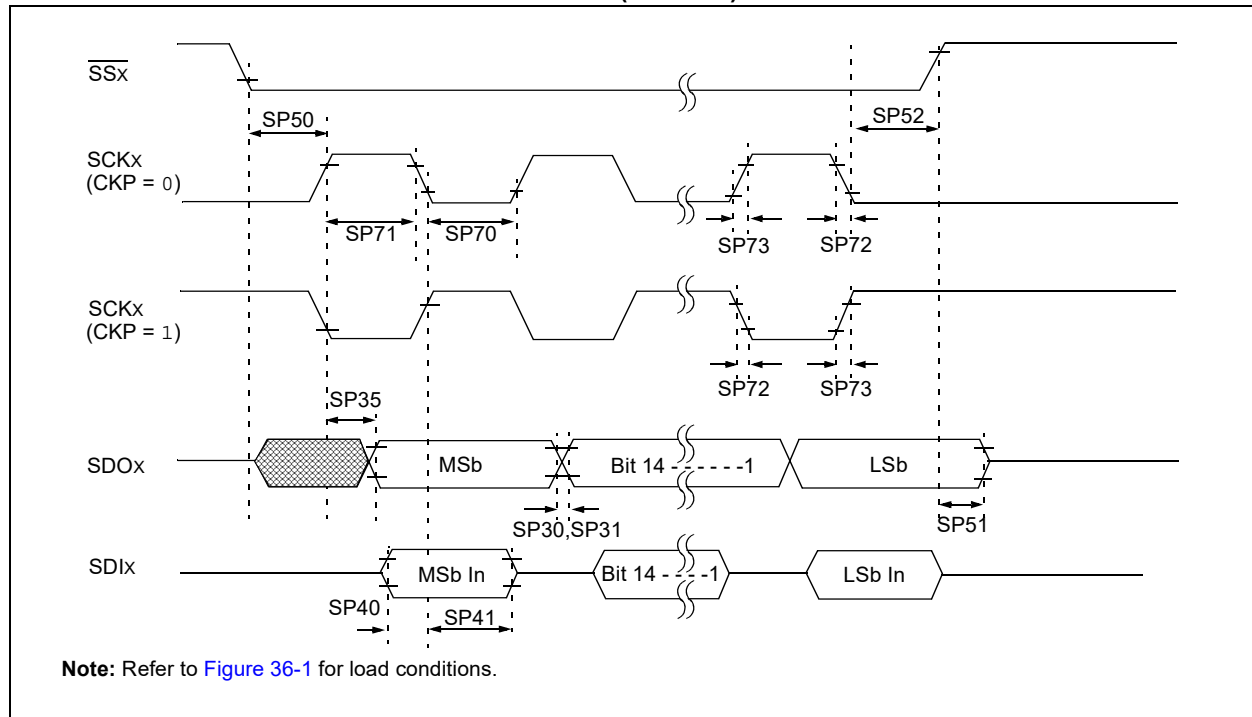 SSx
SP50
SP52
SCKx
(CKP = 0)
SP71
SP70
SP73
SP72
SCKx
(CKP = 1)
SP72
SP73
SP35
SDOx
MSb
Bit 14 - - - - - -1
LSb
SP30,SP31
SP51
SDIx
MSb In
Bit 14 - - - - -1
LSb In
SP40
SP41
Note: Refer to Figure 36-1 for load conditions.